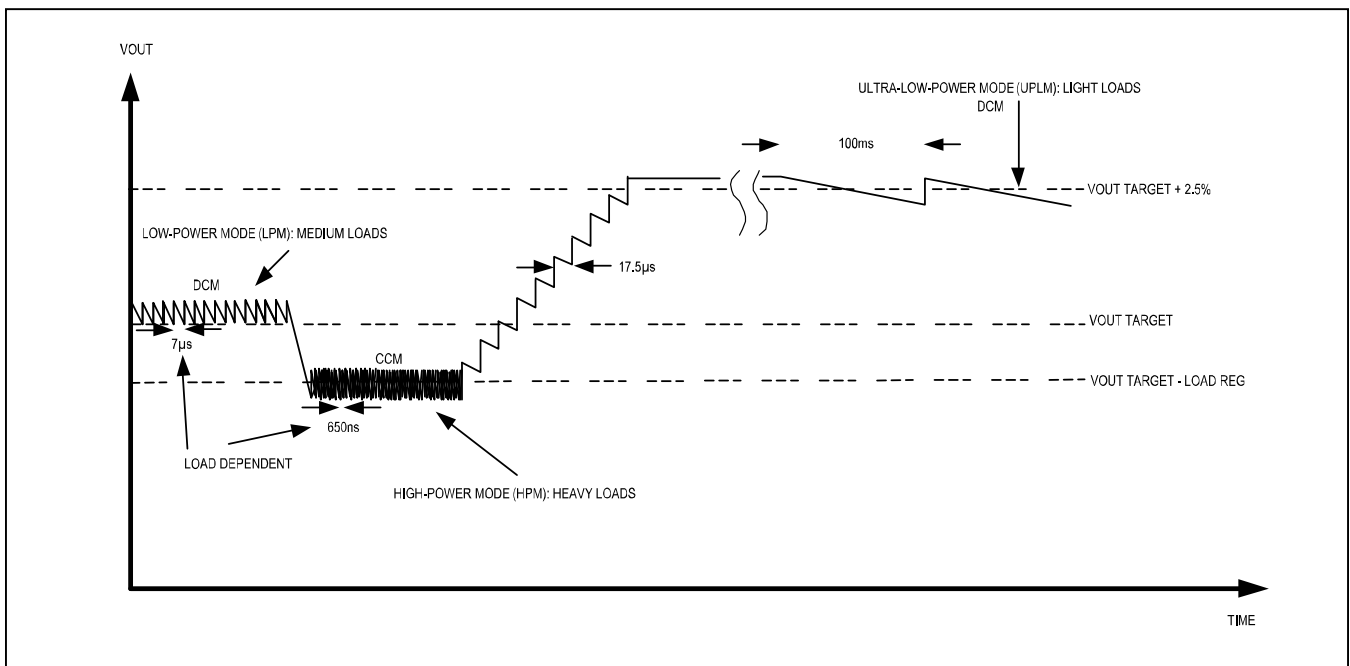 VOUT
ULTRA-LOW-POWER MODE (UPLM): LIGHT LOADS
DCM
100ms
VOUT TARGET + 2.5%
LOW-POWER MODE (LPM): MEDIUM LOADS
DCM
17.5µs
VOUT TARGET
7µs
CCM
VOUT TARGET - LOAD REG
650ns
LOAD DEPENDENT
HIGH-POWER MODE (HPM): HEAVY LOADS
TIME